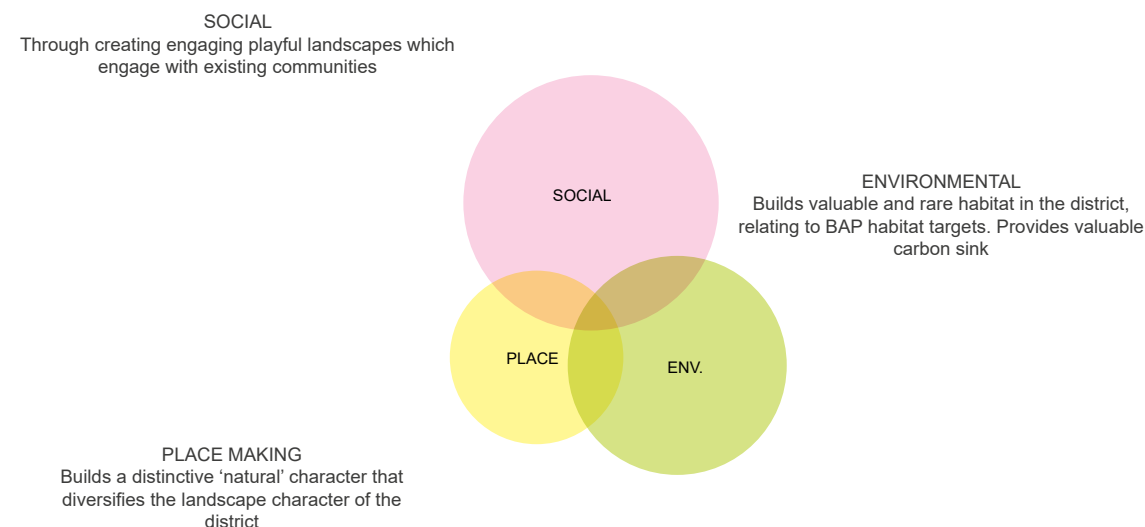 SOCIAL
Through creating engaging playful landscapes which
engage with existing communities
SOCIAL
ENVIRONMENTAL
Builds valuable and rare habitat in the district,
relating to BAP habitat targets. Provides valuable
carbon sink
PLACE
ENV.
PLACE MAKING
Builds a distinctive ‘natural’ character that
diversifies the landscape character of the
district